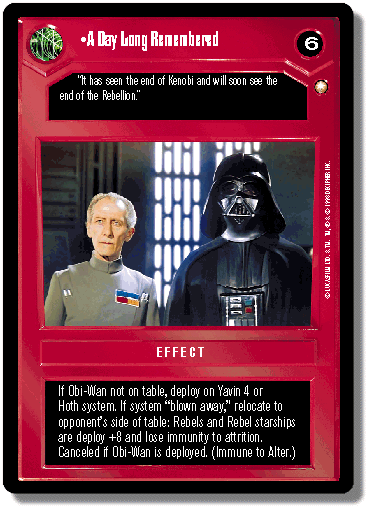 •A Day Long Remembered
6
“It has seen the end of Kenobi and will soon see the
end of the Rebellion.”
© LUCASFILM LTD. & TM, TM, ® & © 1998 DECIPHER INC.
EFFECT
If Obi-Wan not on table, deploy on Yavin 4 or
Hoth system. If system “blown away,” relocate to
opponent's side of table: Rebels and Rebel starships
are deploy +8 and lose immunity to attrition.
Canceled if Obi-Wan is deployed. (Immune to Alter.)